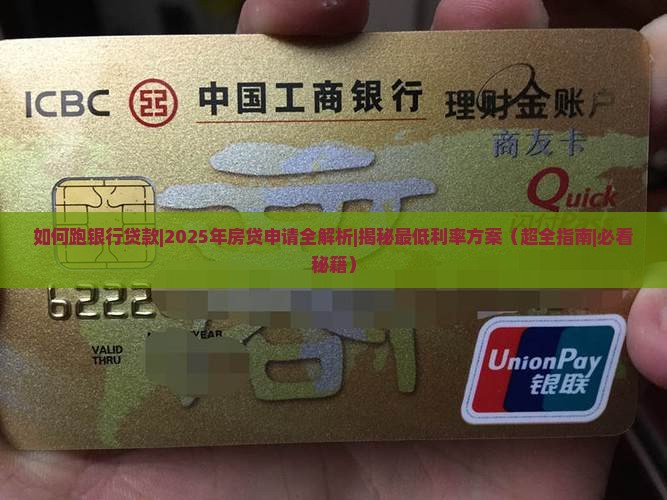 ICBC 中国工商银行 理财金账户
商友卡
Quick
如何跑银行贷款|2025年房贷申请全解析|揭秘最低利率方案（超全指南|必看
秘籍）
6222
YEAR
VALID
THRU
UnionPay
银联